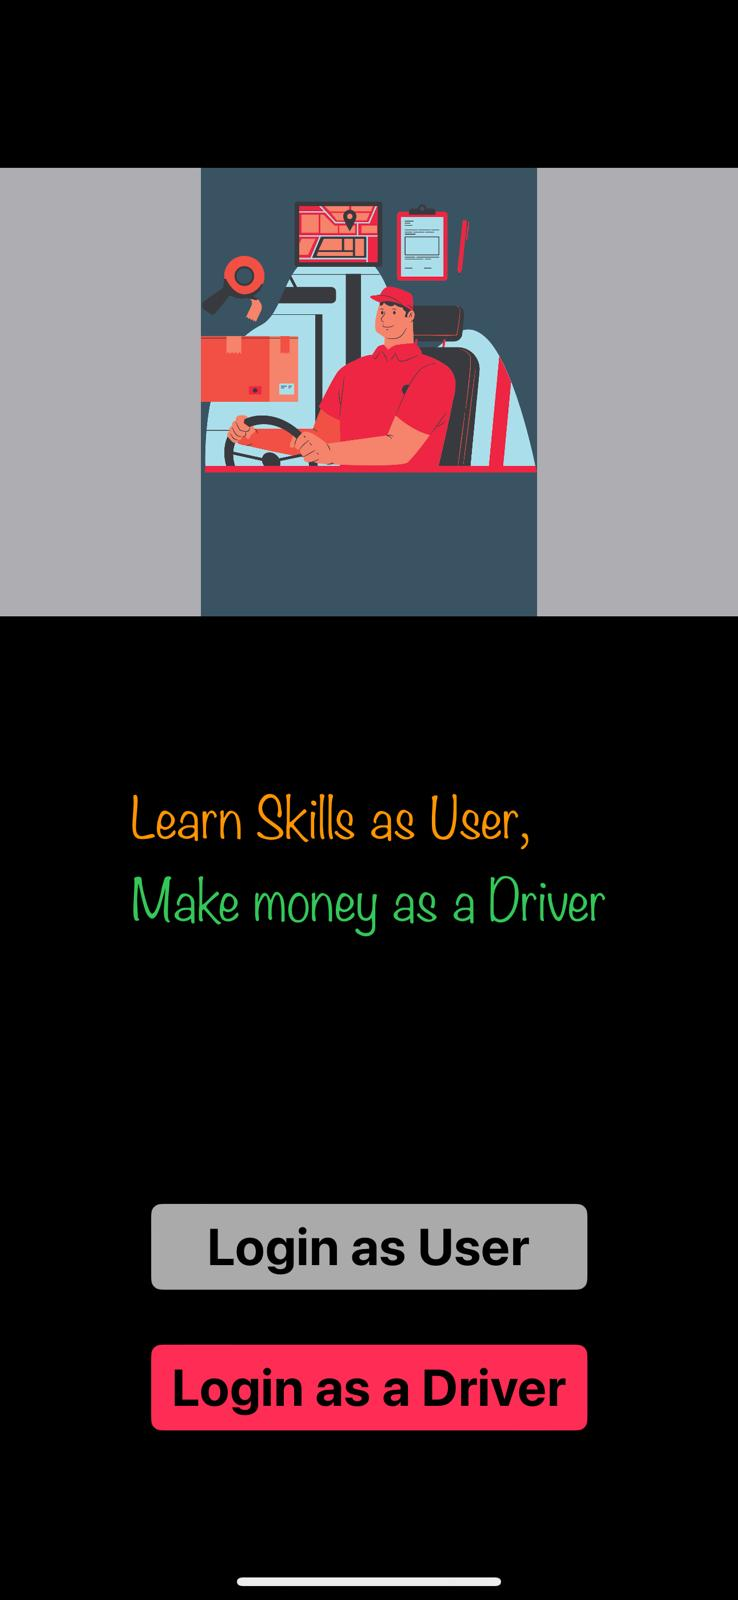 Learn Skills as User,
Make money as a Driver
Login as User
Login as a Driver